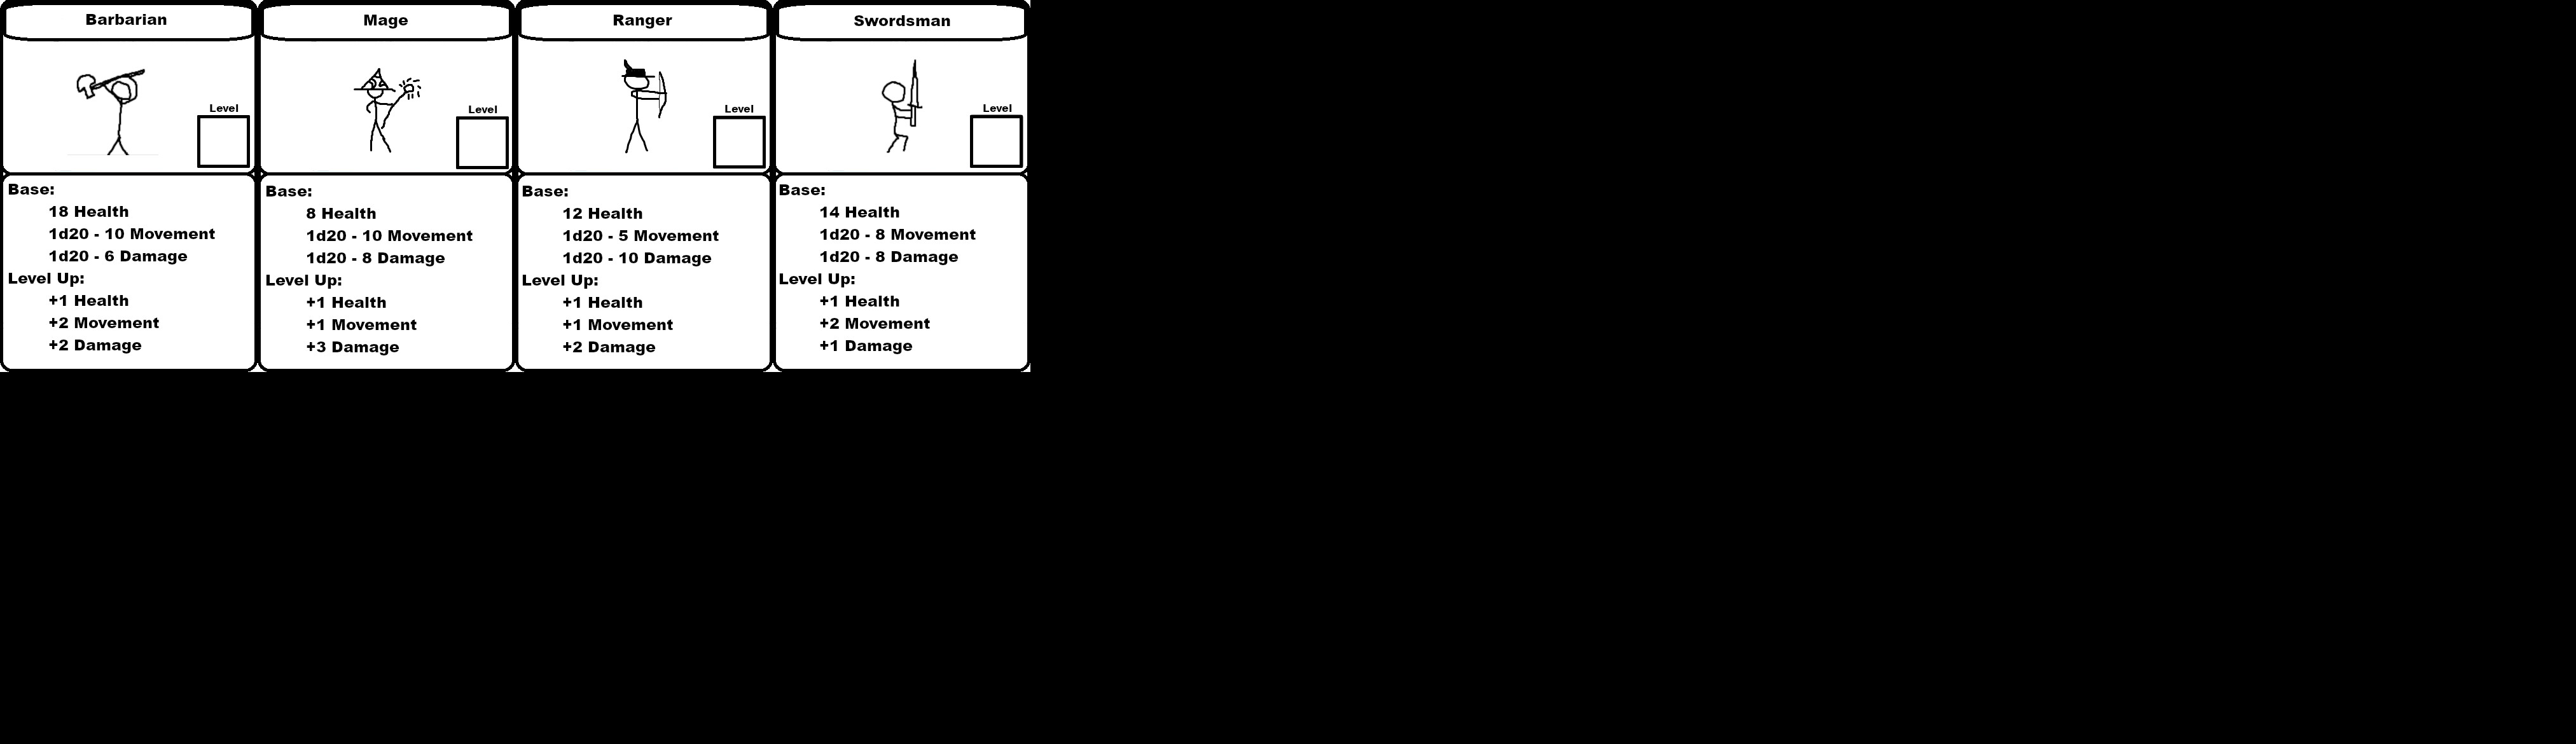 Barbarian
Level
Base:
18 Health
1d20 - 10 Movement
1d20 - 6 Damage
Level Up:
+1 Health
+2 Movement
+2 Damage
Mage
Level
Base:
8 Health
1d20 - 10 Movement
1d20 - 8 Damage
Level Up:
+1 Health
+1 Movement
+3 Damage
Ranger
Level
Base:
12 Health
1d20 - 5 Movement
1d20 - 10 Damage
Level Up:
+1 Health
+1 Movement
+2 Damage
Swordsman
Level
Base:
14 Health
1d20 - 8 Movement
1d20 - 8 Damage
Level Up:
+1 Health
+2 Movement
+1 Damage